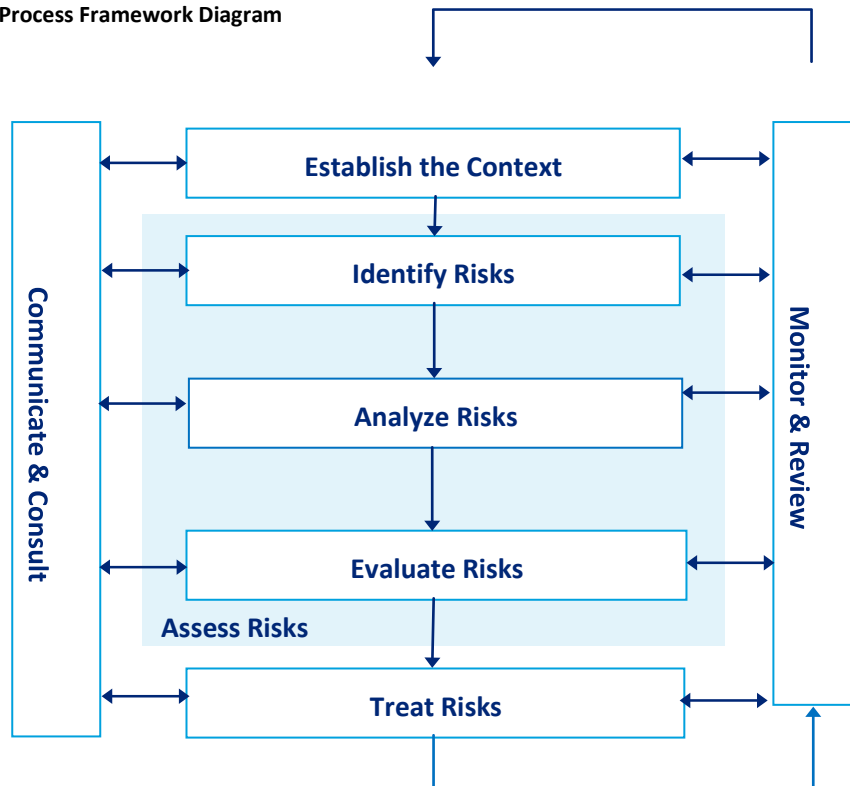 Process Framework Diagram
Establish the Context
Identify Risks
Analyze Risks
Evaluate Risks
Assess Risks
Treat Risks
Communicate & Consult
Monitor & Review